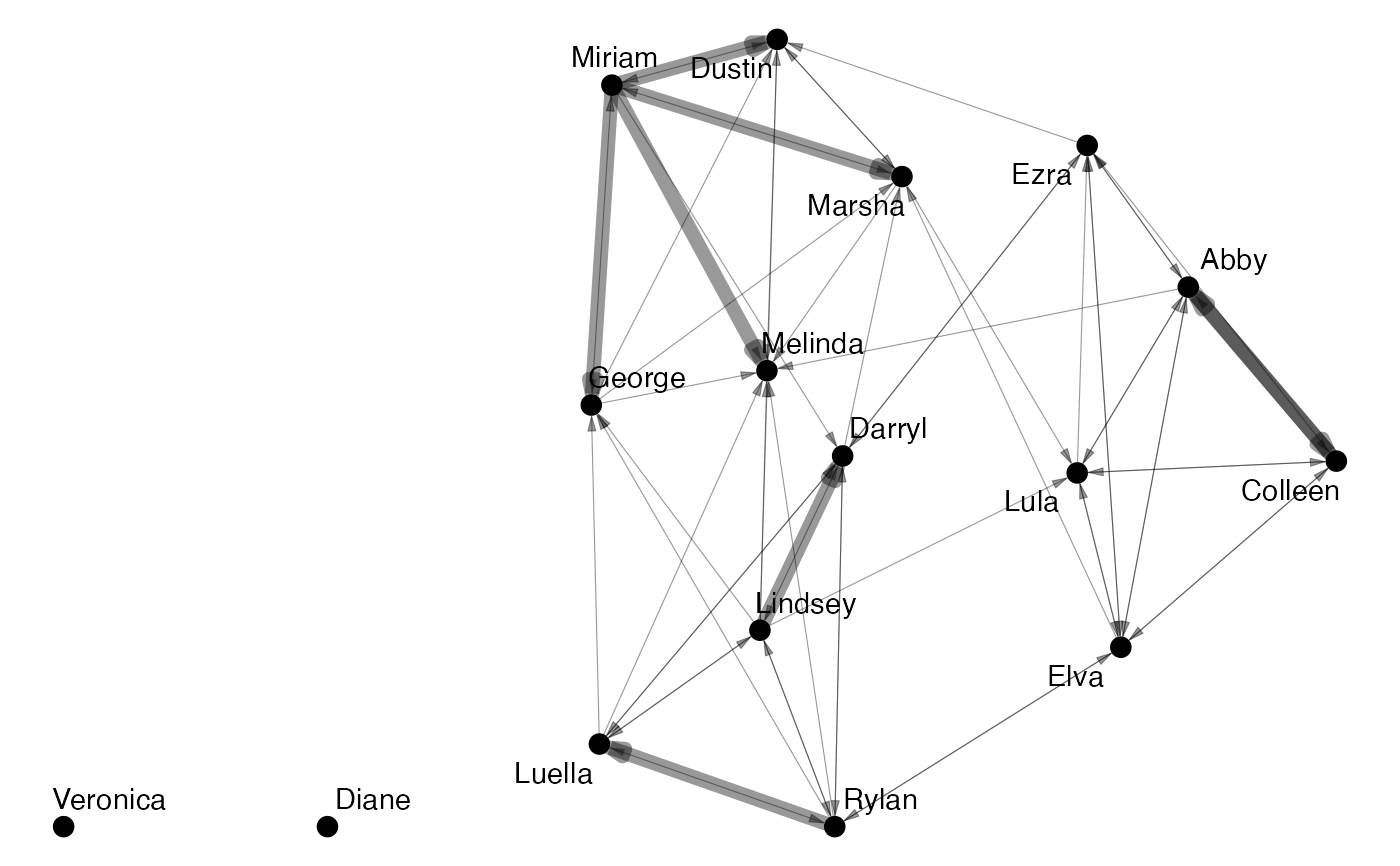 Miriam
Dustin
Marsha
Ezra
Abby
Melinda
George
Darryl
Lula
Colleen
Lindsey
Elva
Luella
Veronica
Diane
Rylan